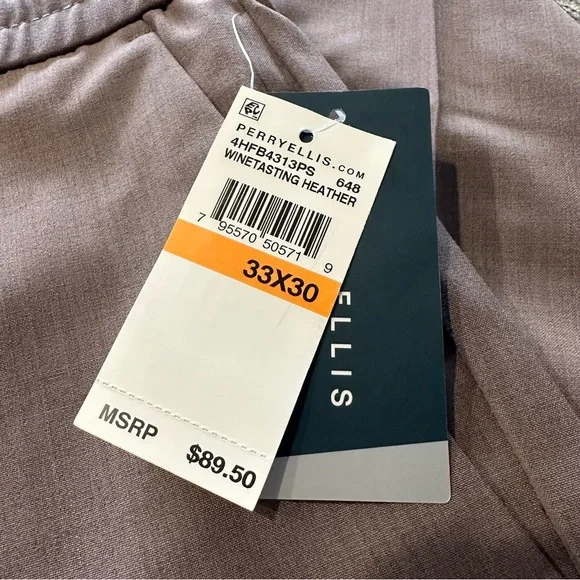 PERRYELLIS.COM
4HFB4313PS 648
WINETASTING HEATHER
7 95570 50571 9
33X30
MSRP $89.50
ELLIS